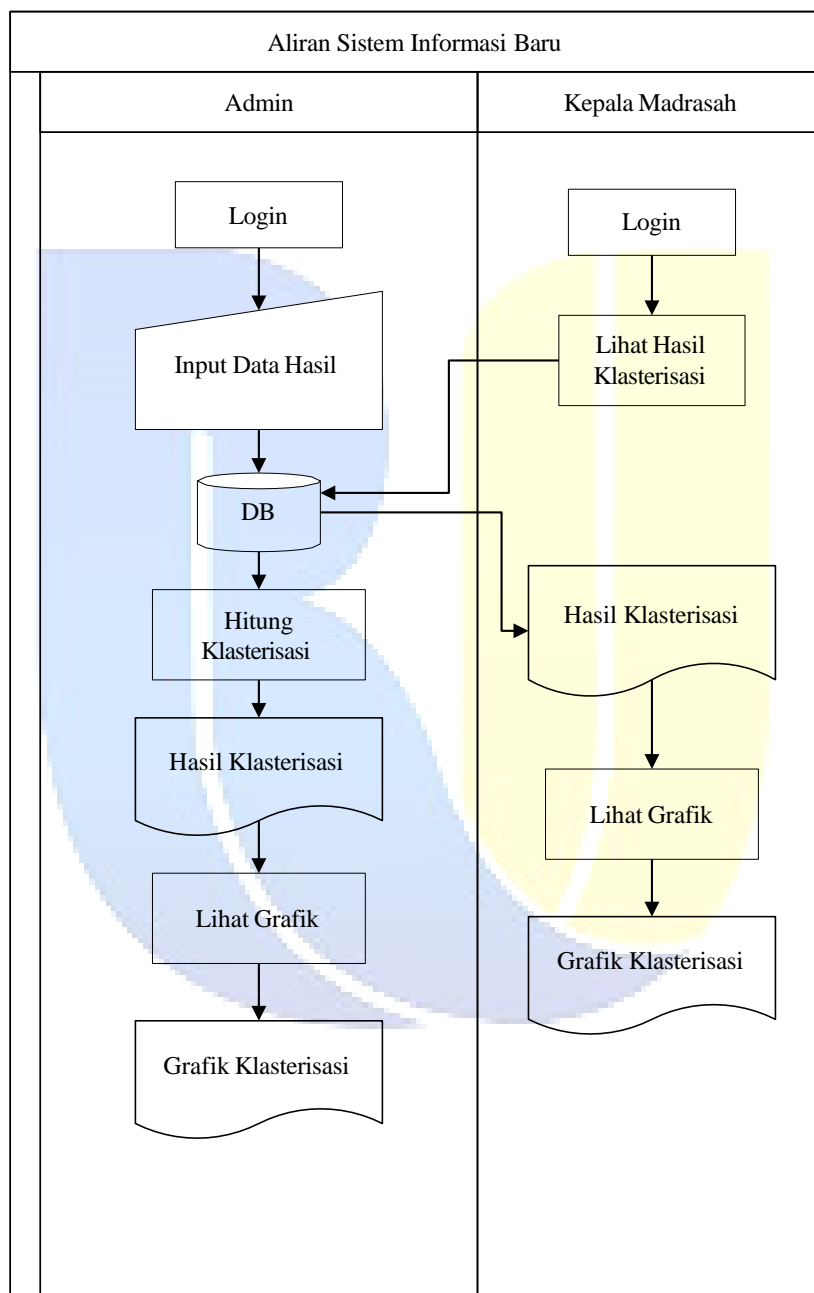 Aliran Sistem Informasi Baru
Admin
Kepala Madrasah
Login
Input Data Hasil
DB
Hitung
Klasterisasi
Hasil Klasterisasi
Lihat Grafik
Grafik Klasterisasi
Login
Lihat Hasil
Klasterisasi
Hasil Klasterisasi
Lihat Grafik
Grafik Klasterisasi